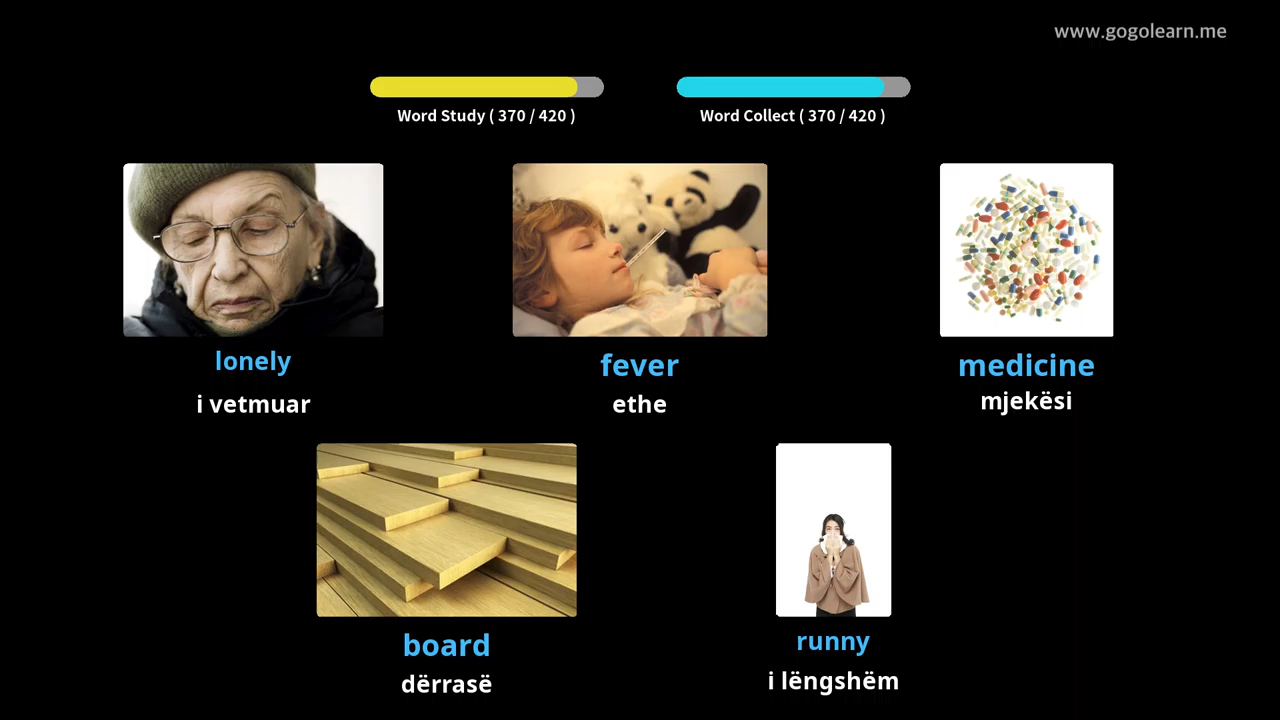 www.gogolearn.me
Word Study ( 370 / 420 )
Word Collect ( 370 / 420 )
lonely
i vetmuar
fever
ethe
medicine
mjekësi
board
dërrasë
runny
i lëngshëm